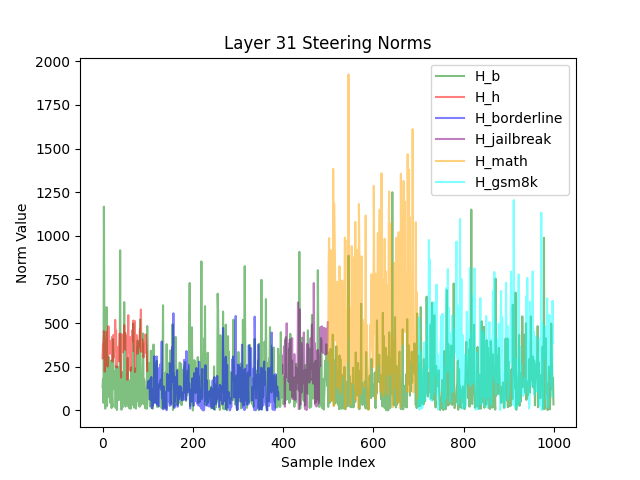 Layer 31 Steering Norms
2000
1750
1500
1250
1000
750
500
250
0
Norm Value
H_b
H_h
H_borderline
H_jailbreak
H_math
H_gsm8k
0 200 400 600 800 1000
Sample Index